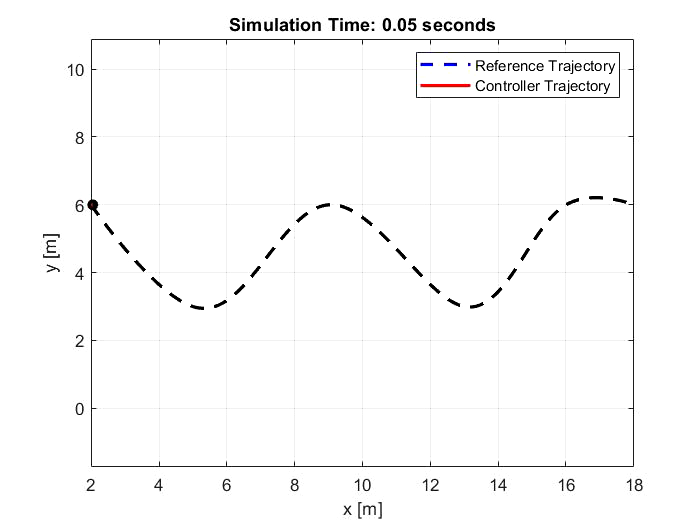 Simulation Time: 0.05 seconds
Reference Trajectory
Controller Trajectory
10
8
6
4
2
0
y [m]
2 4 6 8 10 12 14 16 18
x [m]